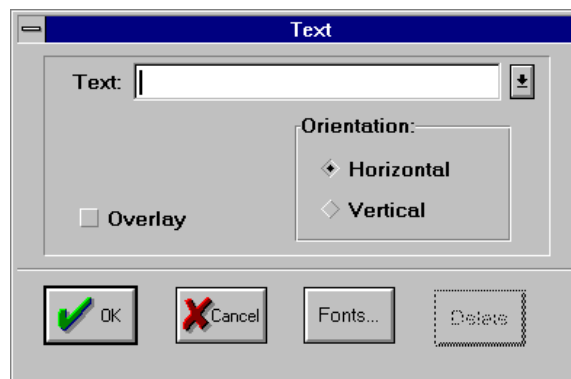 Text
Text:
Orientation:
Horizontal
Vertical
Overlay
OK Cancel Fonts... Delete